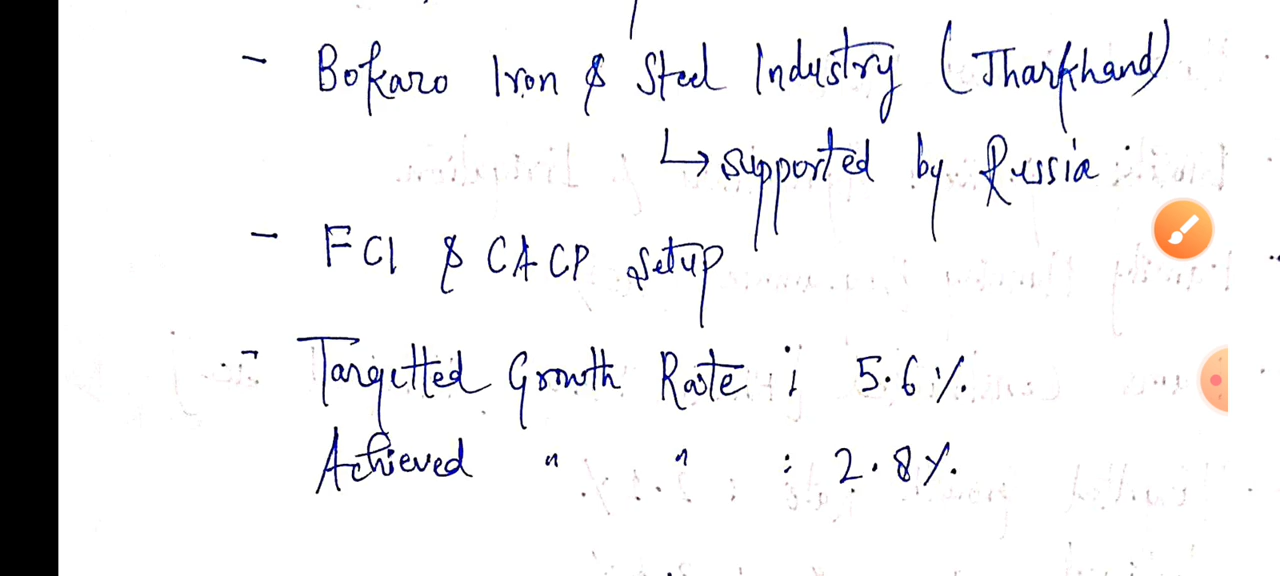 - Bokaro Iron & Steel Industry (Jharkhand)
↳ supported by Russia
- FCI & CACP setup
- Targetted Growth Rate : 5.6%.
Achieved " " : 2.8%.